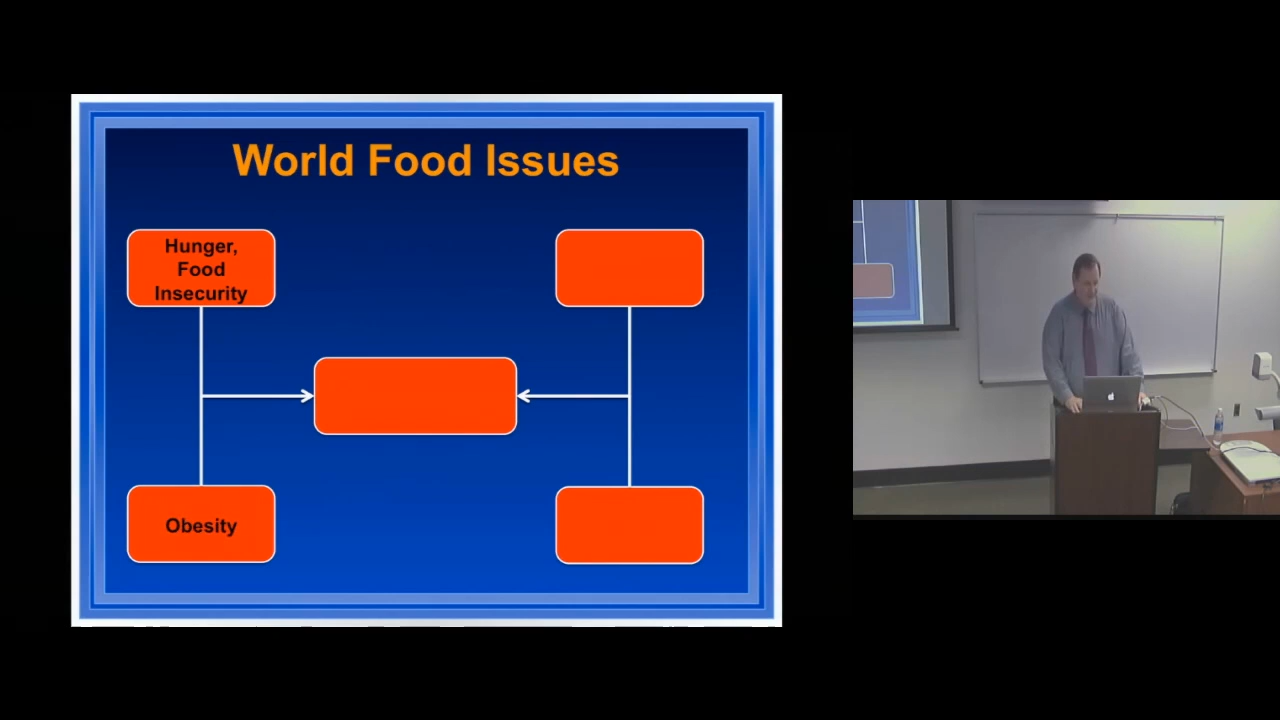 World Food Issues
Hunger,
Food
Insecurity
Obesity